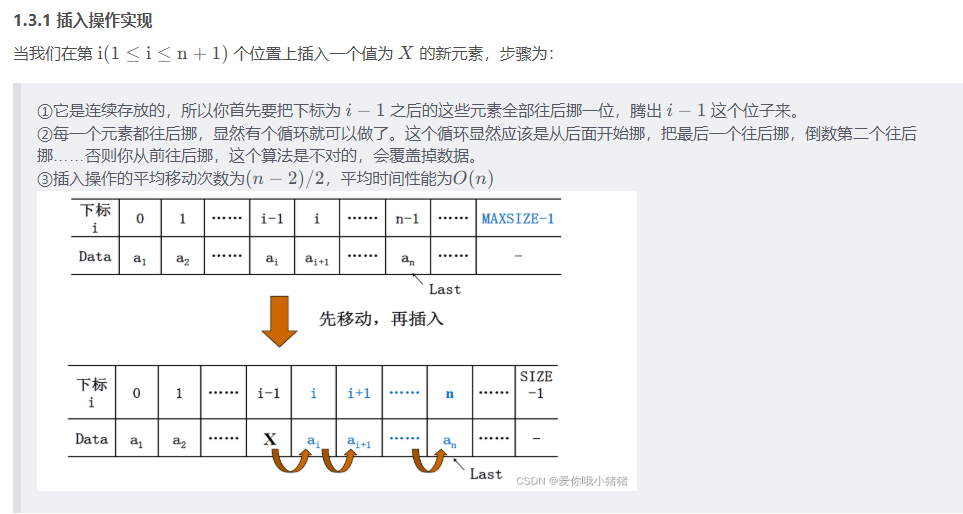 1.3.1 插入操作实现
当我们在第 i(1 ≤ i ≤ n + 1) 个位置上插入一个值为 X 的新元素，步骤为：
①它是连续存放的，所以你首先要把下标为 i − 1 之后的这些元素全部往后挪一位，腾出 i − 1 这个位子来。
②每一个元素都往后挪，显然有个循环就可以做了。这个循环显然应该是从后面开始挪，把最后一个往后挪，倒数第二个往后
挪……否则你从前往后挪，这个算法是不对的，会覆盖掉数据。
③插入操作的平均移动次数为(n − 2)/2，平均时间性能为O(n)
下标 i 0 1 …… i-1 i …… n-1 …… MAXSIZE-1
Data a1 a2 …… ai ai+1 …… an …… -
Last
先移动，再插入
下标 i 0 1 …… i-1 i i+1 …… n …… SIZE -1
Data a1 a2 …… X ai ai+1 …… an …… -
Last
CSDN @爱你哦小猪猪